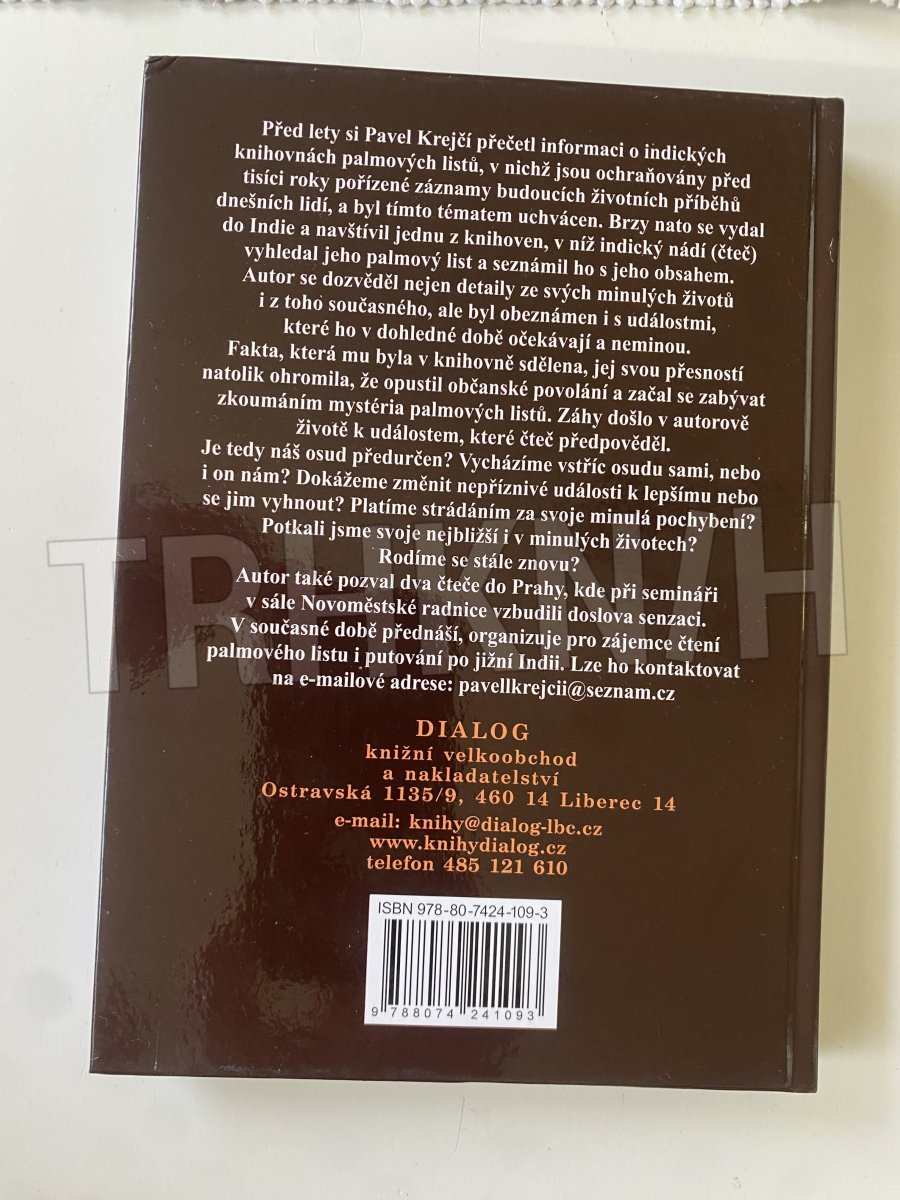 Před lety si Pavel Krejčí přečetl informaci o indických
knihovnách palmových listů, v nichž jsou ochraňovány před
tisíci roky pořízené záznamy budoucích životních příběhů
dnešních lidí, a byl tímto tématem uchvácen. Brzy nato se vydal
do Indie a navštívil jednu z knihoven, v níž indický nádí (čteč)
vyhledal jeho palmový list a seznámil ho s jeho obsahem.
Autor se dozvěděl nejen detaily ze svých minulých životů
i z toho současného, ale byl obeznámen i s událostmi,
které ho v dohledné době očekávají a neminou.
Fakta, která mu byla v knihovně sdělena, jej svou přesností
natolik ohromila, že opustil občanské povolání a začal se zabývat
zkoumáním mystéria palmových listů. Záhy došlo v autorově
životě k událostem, které čteč předpověděl.
Je tedy náš osud předurčen? Vycházíme vstříc osudu sami, nebo
i on nám? Dokážeme změnit nepříznivé události k lepšímu nebo
se jim vyhnout? Platíme strádáním za svoje minulá pochybení?
Potkali jsme svoje nejbližší i v minulých životech?
Rodíme se stále znovu?
Autor také pozval dva čteče do Prahy, kde při semináři
v sále Novoměstské radnice vzbudili doslova senzaci.
V současné době přednáší, organizuje pro zájemce čtení
palmového listu i putování po jižní Indii. Lze ho kontaktovat
na e-mailové adrese: pavellkrejcii@seznam.cz
DIALOG
knižní velkoobchod
a nakladatelství
Ostravská 1135/9, 460 14 Liberec 14
e-mail: knihy@dialog-lbc.cz
www.knihydialog.cz
telefon 485 121 610
ISBN 978-80-7424-109-3
9 788074 241093
TRHKNIH